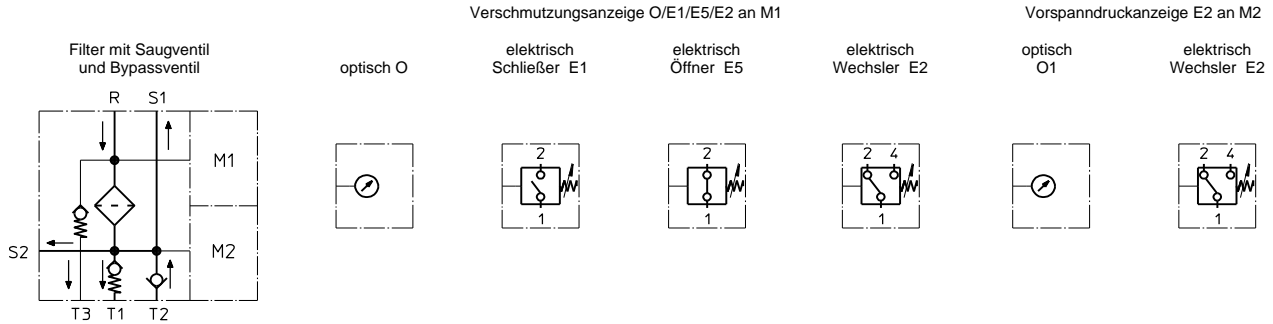 Verschmutzungsanzeige O/E1/E5/E2 an M1
Vorspanndruckanzeige E2 an M2
Filter mit Saugventil
und Bypassventil
optisch O
elektrisch
Schließer E1
elektrisch
Öffner E5
elektrisch
Wechsler E2
optisch
O1
elektrisch
Wechsler E2
R S1
M1
M2
S2
T3 T1 T2
2
1
2
1
2 4
1
2 4
1